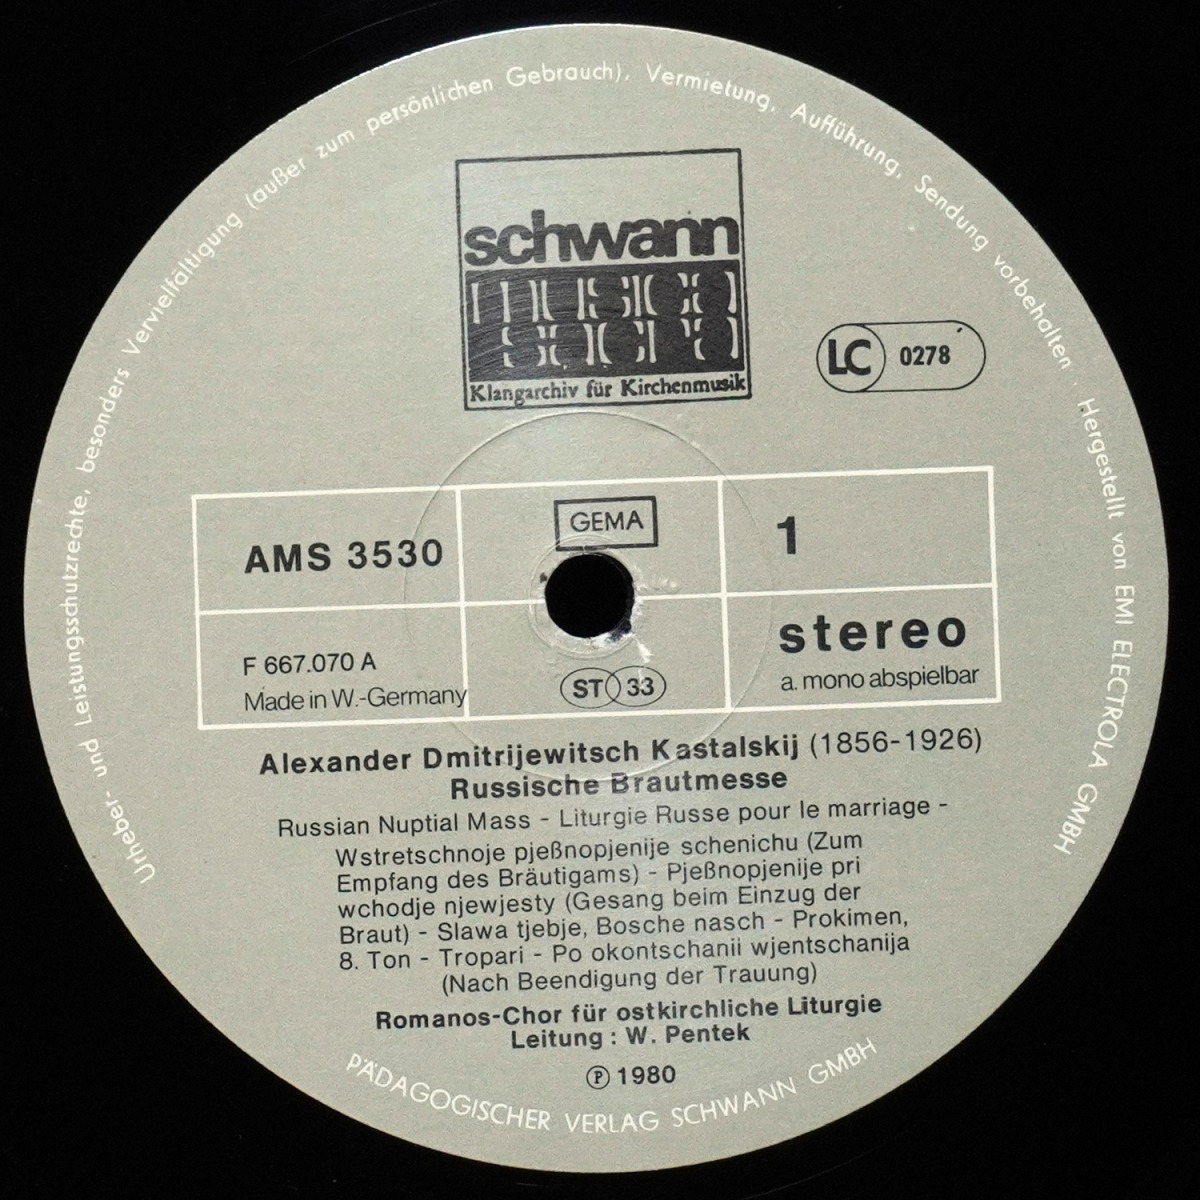 Urheber- und Leistungsschutzrechte, besonders Vervielfältigung (außer zum persönlichen Gebrauch), Vermietung, Aufführung, Sendung vorbehalten · Hergestellt von EMI ELECTROLA GMBH
schwann
Klangarchiv für Kirchenmusik
LC 0278
GEMA
AMS 3530
1
F 667.070 A
Made in W.-Germany
ST 33
stereo
a. mono abspielbar
Alexander Dmitrijewitsch Kastalskij (1856-1926)
Russische Brautmesse
Russian Nuptial Mass - Liturgie Russe pour le marriage -
Wstretschnoje pjeßnopjenije schenichu (Zum
Empfang des Bräutigams) - Pjeßnopjenije pri
wchodje njewjesty (Gesang beim Einzug der
Braut) - Slawa tjebje, Bosche nasch - Prokimen,
8. Ton - Tropari - Po okontschanii wjentschanija
(Nach Beendigung der Trauung)
Romanos-Chor für ostkirchliche Liturgie
Leitung : W. Pentek
℗ 1980
PÄDAGOGISCHER VERLAG SCHWANN GMBH